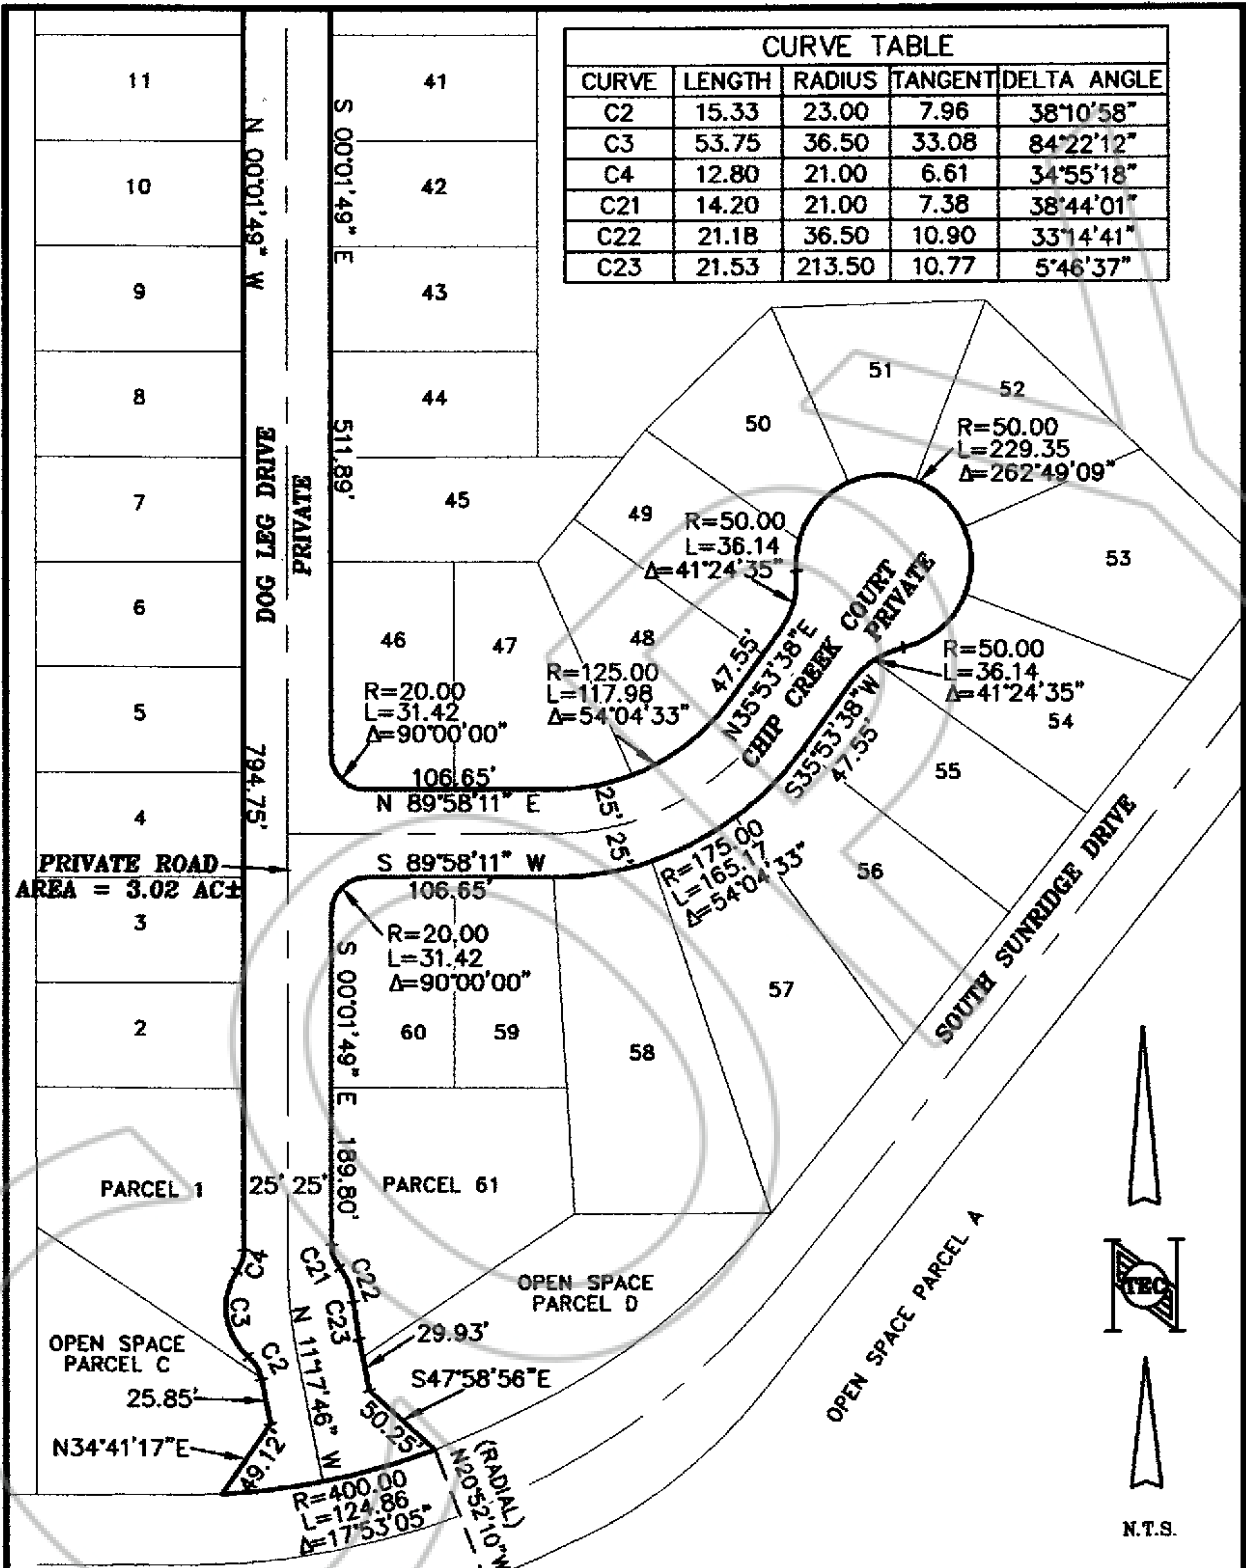 CURVE TABLE
CURVE LENGTH RADIUS TANGENT DELTA ANGLE
C2 15.33 23.00 7.96 38°10'58"
C3 53.75 36.50 33.08 84°22'12"
C4 12.80 21.00 6.61 34°55'18"
C21 14.20 21.00 7.38 38°44'01"
C22 21.18 36.50 10.90 33°14'41"
C23 21.53 213.50 10.77 5°46'37"
11
10
9
8
7
6
5
4
3
2
41
42
43
44
45
46
47
48
49
50
51
52
53
54
55
56
57
58
59
60
N 00°01'49" W
794.75'
DOG LEG DRIVE
PRIVATE
S 00°01'49" E
511.89'
R=50.00
L=229.35
Δ=262°49'09"
R=50.00
L=36.14
Δ=41°24'35"
R=50.00
L=36.14
Δ=41°24'35"
R=125.00
L=117.98
Δ=54°04'33"
47.55'
N35°53'38"E
CHIP CREEK COURT
PRIVATE
S35°53'38"W
47.55'
R=20.00
L=31.42
Δ=90°00'00"
106.65'
N 89°58'11" E
25'
25'
S 89°58'11" W
106.65'
R=175.00
L=165.17
Δ=54°04'33"
PRIVATE ROAD
AREA = 3.02 AC±
R=20.00
L=31.42
Δ=90°00'00"
S 00°01'49" E 189.80'
SOUTH SUNRIDGE DRIVE
PARCEL 1
25' 25'
PARCEL 61
C4
C3
C2
C21
C22
C23
N 11°17'46" W
OPEN SPACE
PARCEL D
OPEN SPACE
PARCEL C
29.93'
25.85'
S47°58'56"E
50.25'
N34°41'17"E
49.12'
R=400.00
L=124.86
Δ=17°53'05"
(RADIAL)
N20°52'10"W
OPEN SPACE PARCEL A
TEC
N.T.S.